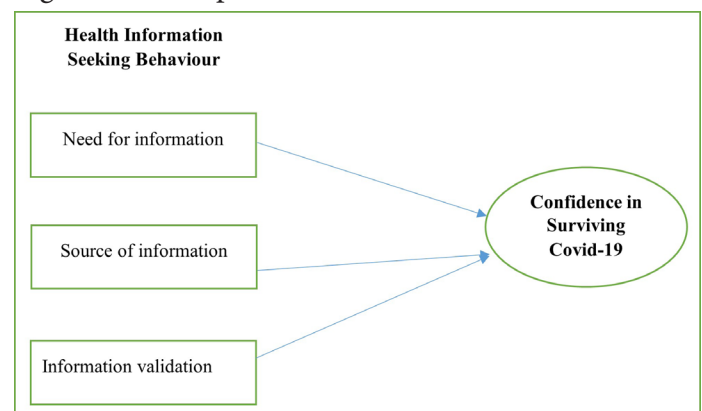 Health Information
Seeking Behaviour
Need for information
Source of information
Information validation
Confidence in
Surviving
Covid-19